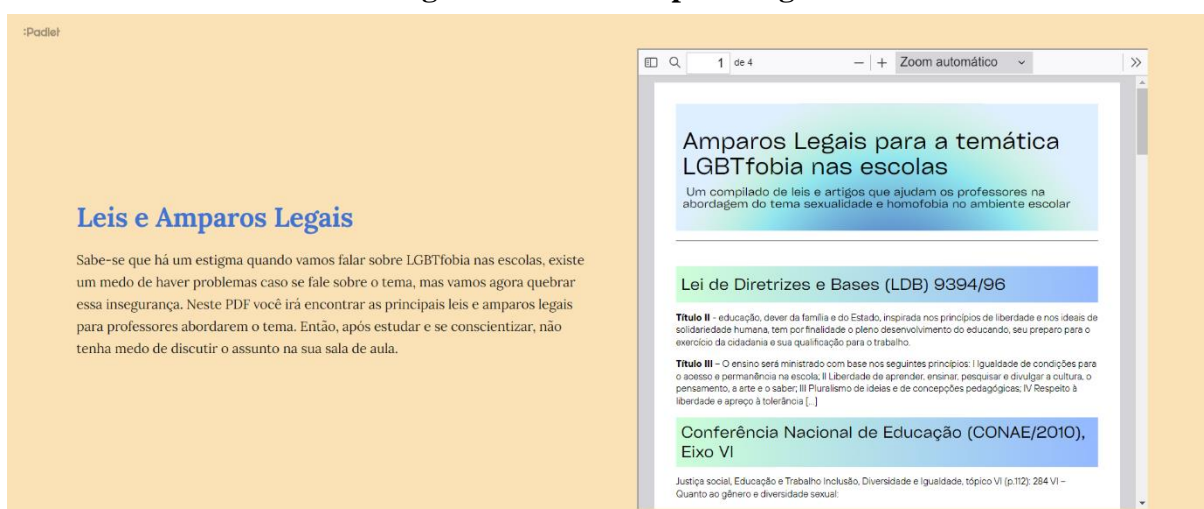 :Padlet
Leis e Amparos Legais
Sabe-se que há um estigma quando vamos falar sobre LGBTfobia nas escolas, existe
um medo de haver problemas caso se fale sobre o tema, mas vamos agora quebrar
essa insegurança. Neste PDF você irá encontrar as principais leis e amparos legais
para professores abordarem o tema. Então, após estudar e se conscientizar, não
tenha medo de discutir o assunto na sua sala de aula.
1 de 4 Zoom automático
Amparos Legais para a temática
LGBTfobia nas escolas
Um compilado de leis e artigos que ajudam os professores na
abordagem do tema sexualidade e homofobia no ambiente escolar
Lei de Diretrizes e Bases (LDB) 9394/96
Título II - educação, dever da família e do Estado, inspirada nos princípios de liberdade e nos ideais de
solidariedade humana, tem por finalidade o pleno desenvolvimento do educando, seu preparo para o
exercício da cidadania e sua qualificação para o trabalho.
Título III – O ensino será ministrado com base nos seguintes princípios: I Igualdade de condições para
o acesso e permanência na escola; II Liberdade de aprender, ensinar, pesquisar e divulgar a cultura, o
pensamento, a arte e o saber; III Pluralismo de ideias e de concepções pedagógicas; IV Respeito à
liberdade e apreço à tolerância [...]
Conferência Nacional de Educação (CONAE/2010),
Eixo VI
Justiça social, Educação e Trabalho Inclusão, Diversidade e Igualdade, tópico VI (p.112): 284 VI –
Quanto ao gênero e diversidade sexual: